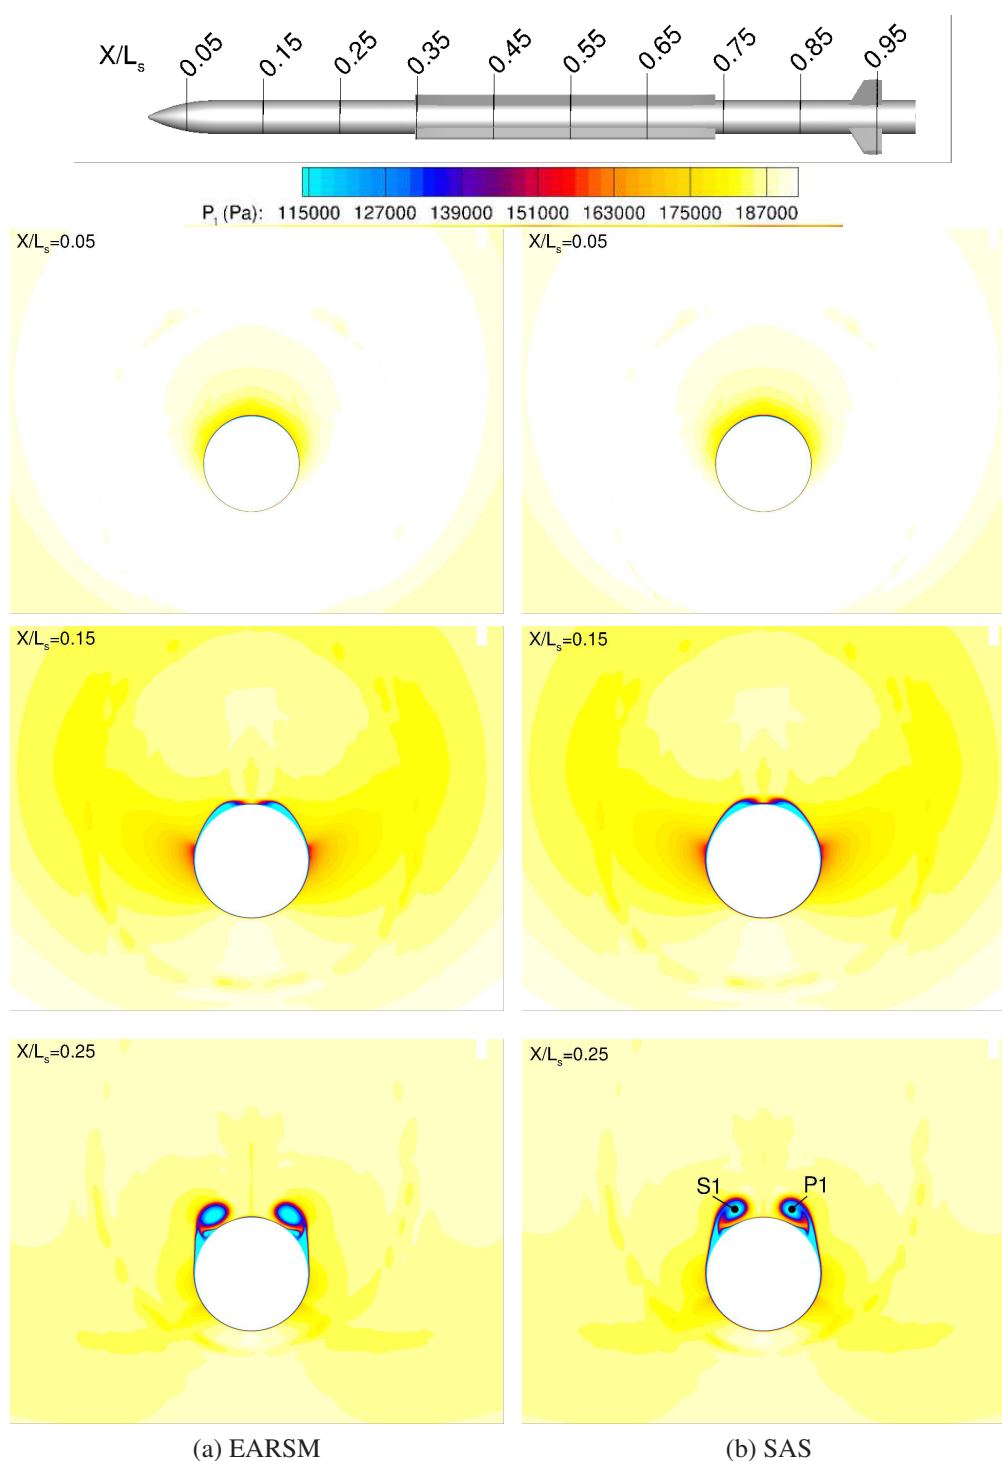 X/Ls 0.05 0.15 0.25 0.35 0.45 0.55 0.65 0.75 0.85 0.95
P1 (Pa): 115000 127000 139000 151000 163000 175000 187000
X/Ls=0.05
X/Ls=0.05
X/Ls=0.15
X/Ls=0.15
X/Ls=0.25
X/Ls=0.25
S1 P1
(a) EARSM
(b) SAS